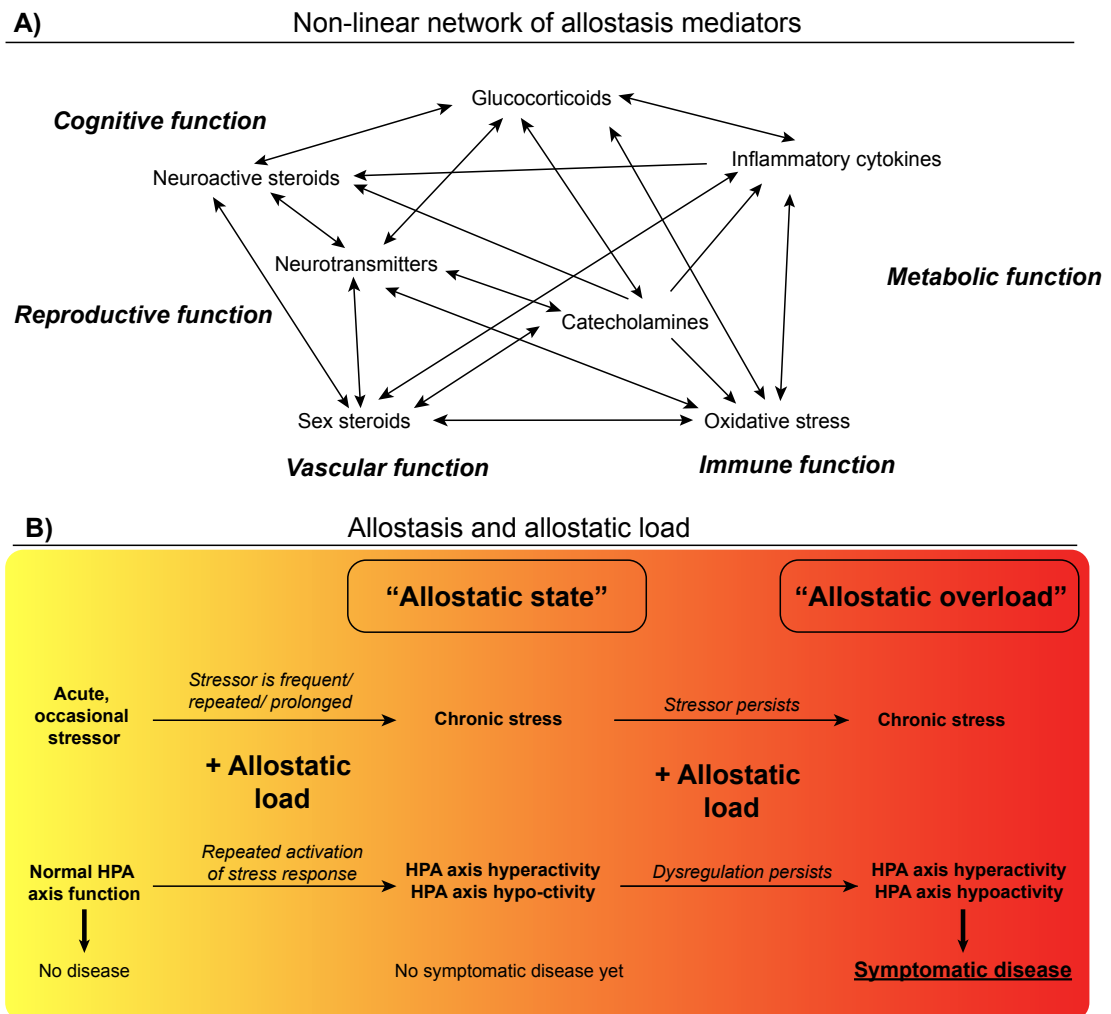 A)
Non-linear network of allostasis mediators
Glucocorticoids
Cognitive function
Inflammatory cytokines
Neuroactive steroids
Neurotransmitters
Metabolic function
Reproductive function
Catecholamines
Sex steroids
Oxidative stress
Vascular function
Immune function
B)
Allostasis and allostatic load
“Allostatic state”
“Allostatic overload”
Acute,
occasional
stressor
Stressor is frequent/
repeated/ prolonged
Chronic stress
Stressor persists
Chronic stress
+ Allostatic
load
+ Allostatic
load
Normal HPA
axis function
Repeated activation
of stress response
HPA axis hyperactivity
HPA axis hypo-ctivity
Dysregulation persists
HPA axis hyperactivity
HPA axis hypoactivity
No disease
No symptomatic disease yet
Symptomatic disease